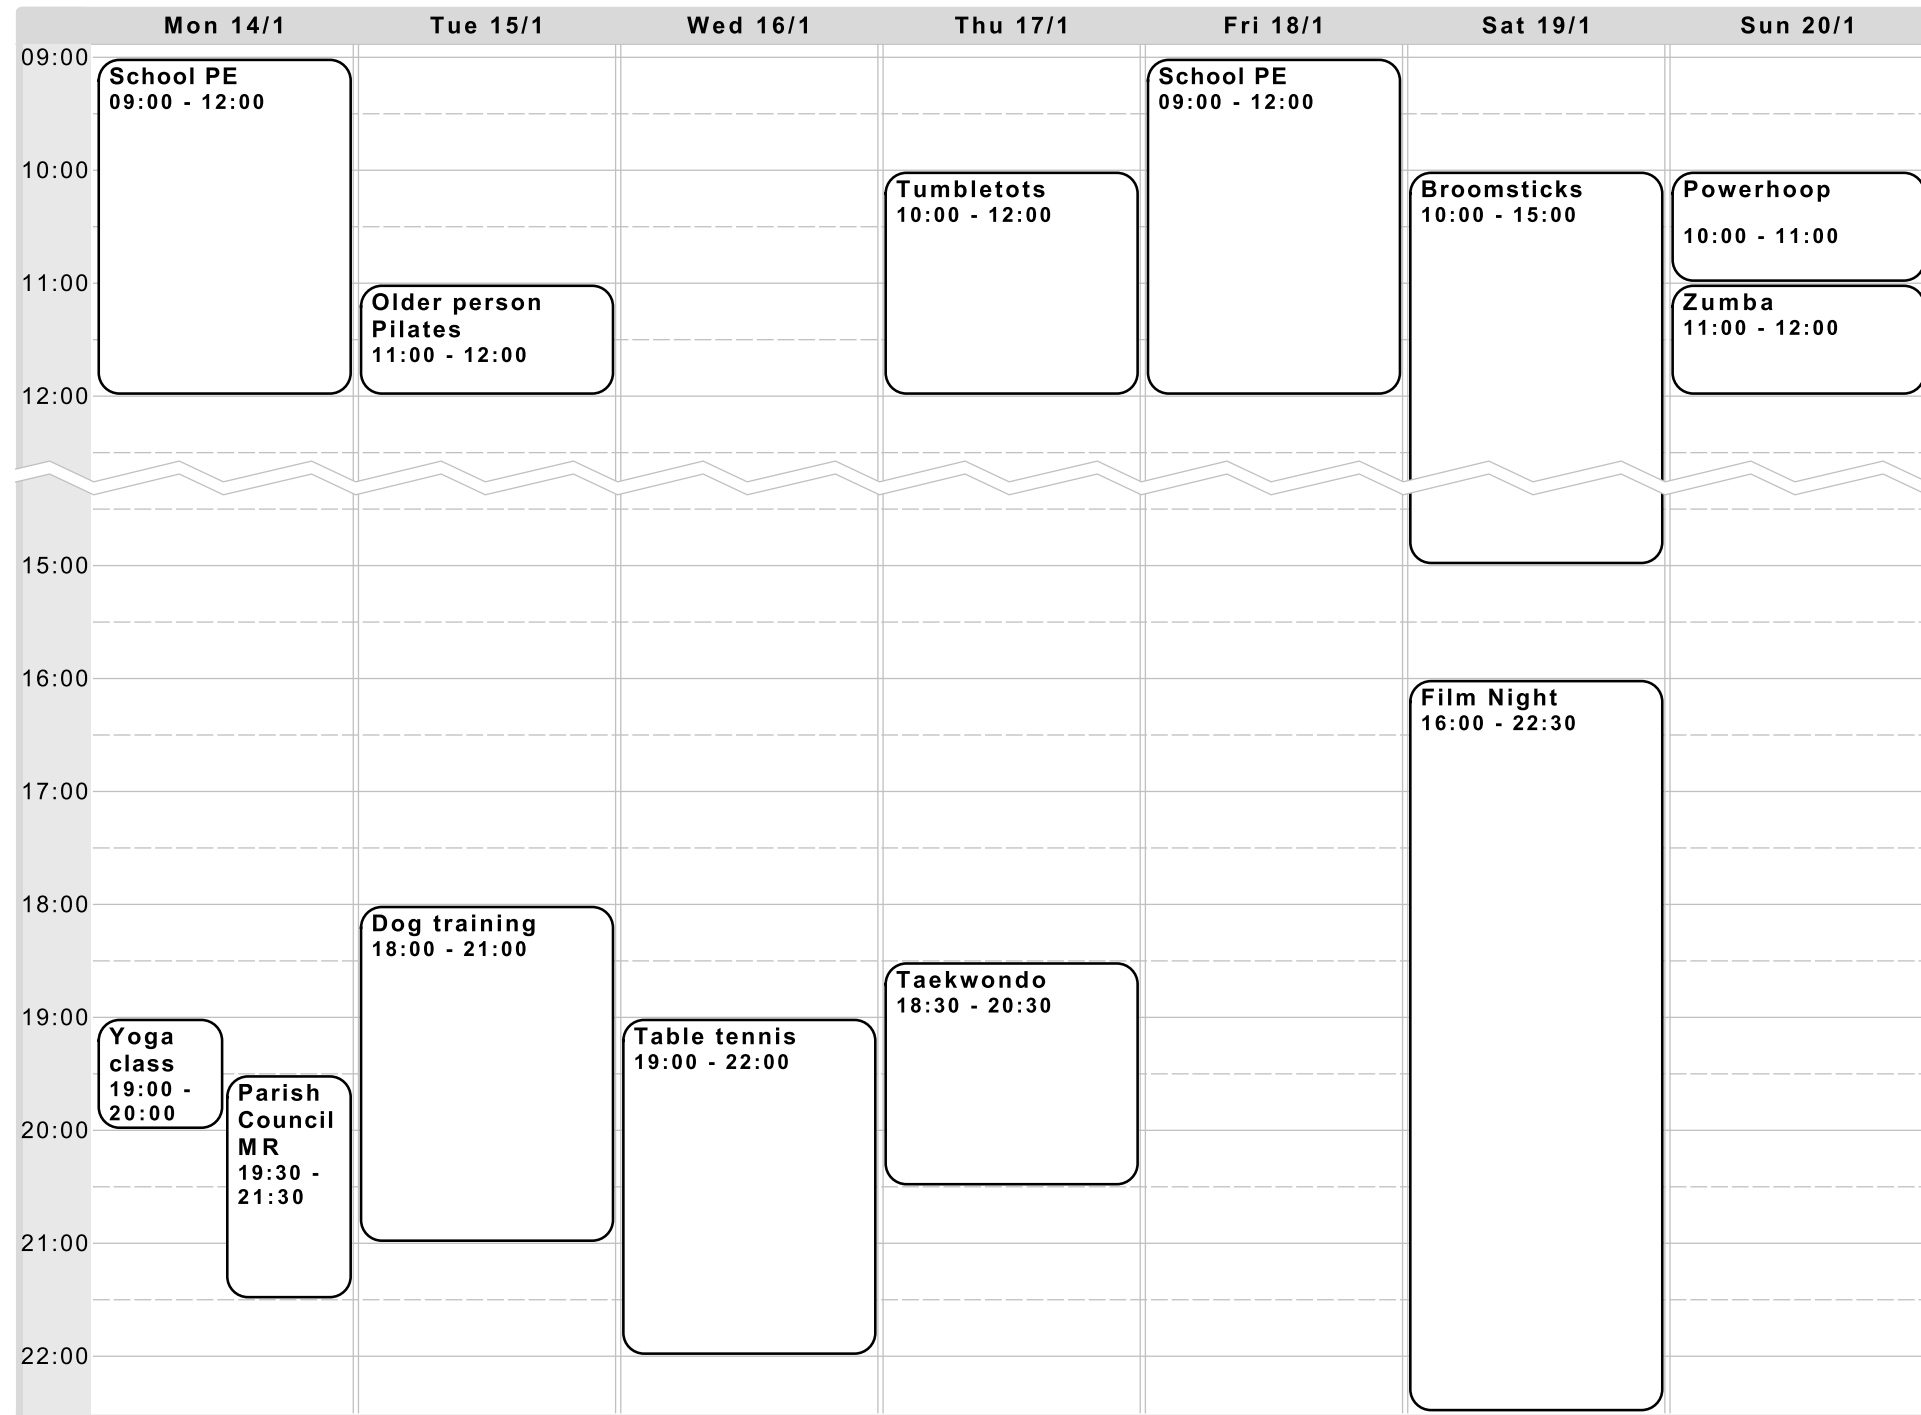 Mon 14/1
Tue 15/1
Wed 16/1
Thu 17/1
Fri 18/1
Sat 19/1
Sun 20/1
09:00
10:00
11:00
12:00
15:00
16:00
17:00
18:00
19:00
20:00
21:00
22:00
School PE
09:00 - 12:00
Yoga
class
19:00 -
20:00
Parish
Council
MR
19:30 -
21:30
Older person
Pilates
11:00 - 12:00
Dog training
18:00 - 21:00
Table tennis
19:00 - 22:00
Tumbletots
10:00 - 12:00
Taekwondo
18:30 - 20:30
School PE
09:00 - 12:00
Broomsticks
10:00 - 15:00
Film Night
16:00 - 22:30
Powerhoop
10:00 - 11:00
Zumba
11:00 - 12:00